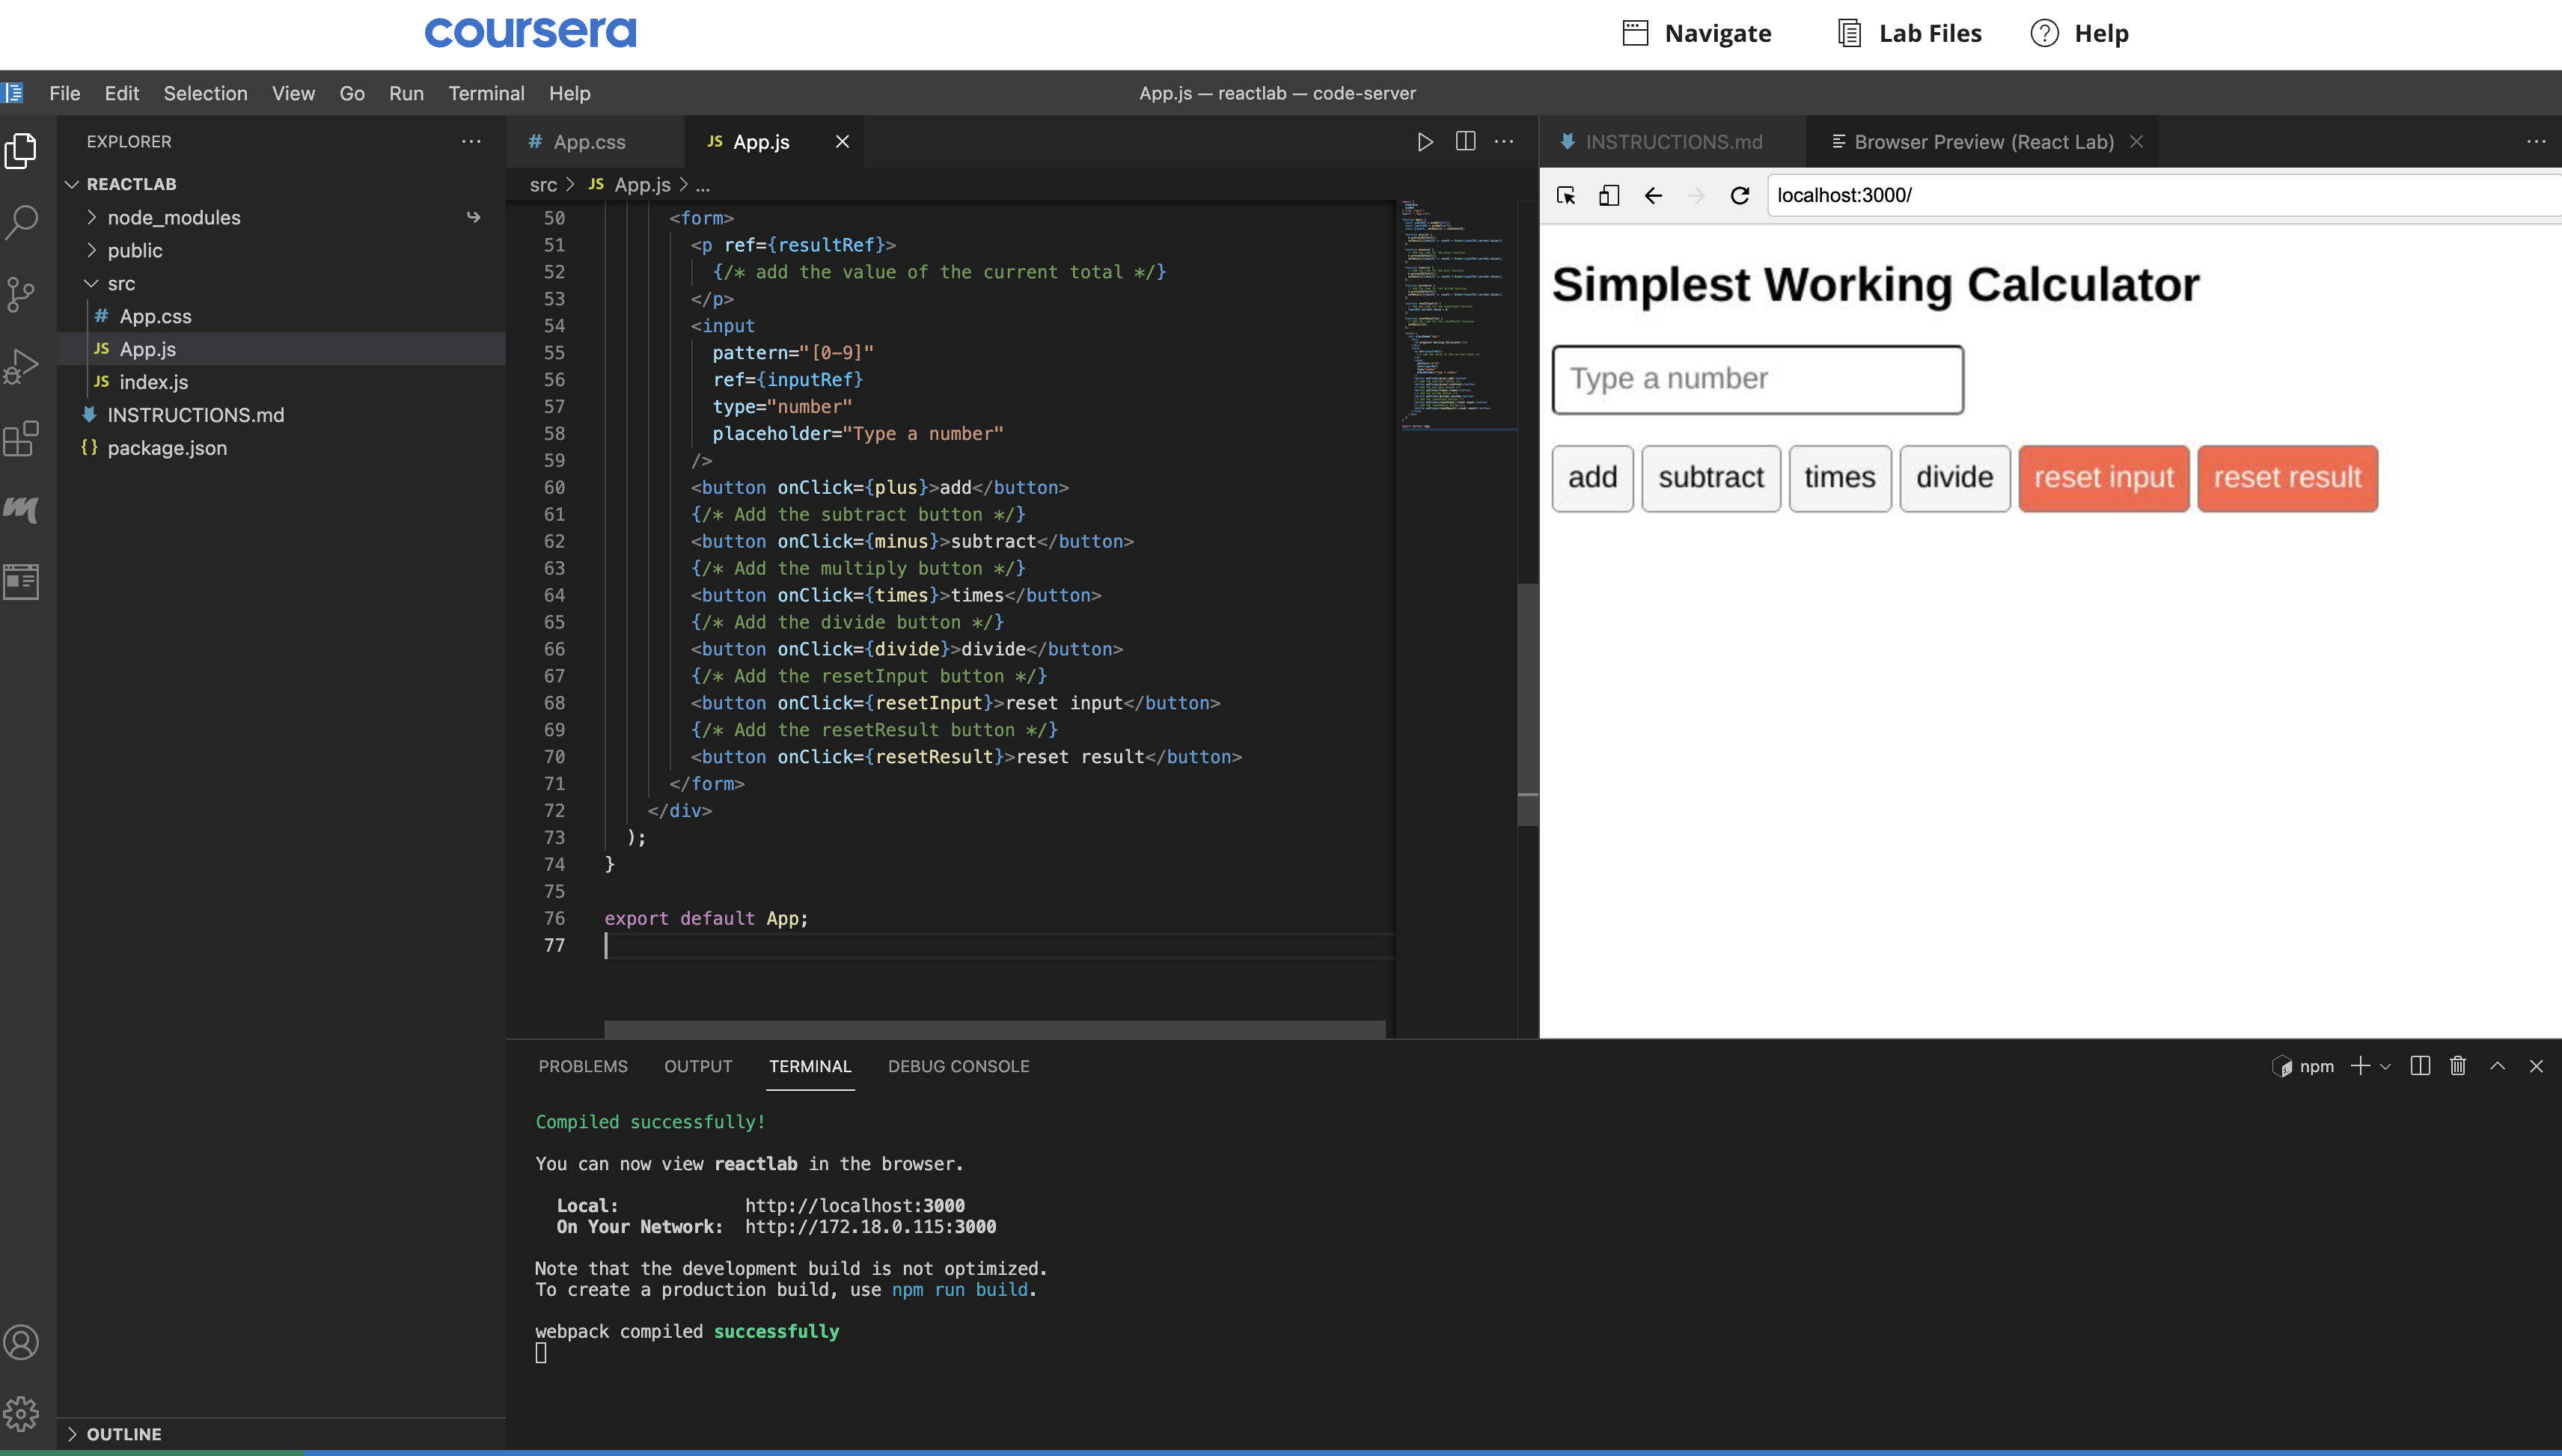 coursera
Navigate
Lab Files
Help
File Edit Selection View Go Run Terminal Help
App.js — reactlab — code-server
EXPLORER
REACTLAB
node_modules
public
src
App.css
App.js
index.js
INSTRUCTIONS.md
package.json
OUTLINE
App.css
App.js
src > App.js > ...
50 <form>
51 <p ref={resultRef}>
52 {/* add the value of the current total */}
53 </p>
54 <input
55 pattern="[0-9]"
56 ref={inputRef}
57 type="number"
58 placeholder="Type a number"
59 />
60 <button onClick={plus}>add</button>
61 {/* Add the subtract button */}
62 <button onClick={minus}>subtract</button>
63 {/* Add the multiply button */}
64 <button onClick={times}>times</button>
65 {/* Add the divide button */}
66 <button onClick={divide}>divide</button>
67 {/* Add the resetInput button */}
68 <button onClick={resetInput}>reset input</button>
69 {/* Add the resetResult button */}
70 <button onClick={resetResult}>reset result</button>
71 </form>
72 </div>
73 );
74 }
75
76 export default App;
77
INSTRUCTIONS.md
Browser Preview (React Lab)
localhost:3000/
Simplest Working Calculator
Type a number
add subtract times divide reset input reset result
PROBLEMS OUTPUT TERMINAL DEBUG CONSOLE
npm
Compiled successfully!
You can now view reactlab in the browser.
Local: http://localhost:3000
On Your Network: http://172.18.0.115:3000
Note that the development build is not optimized.
To create a production build, use npm run build.
webpack compiled successfully